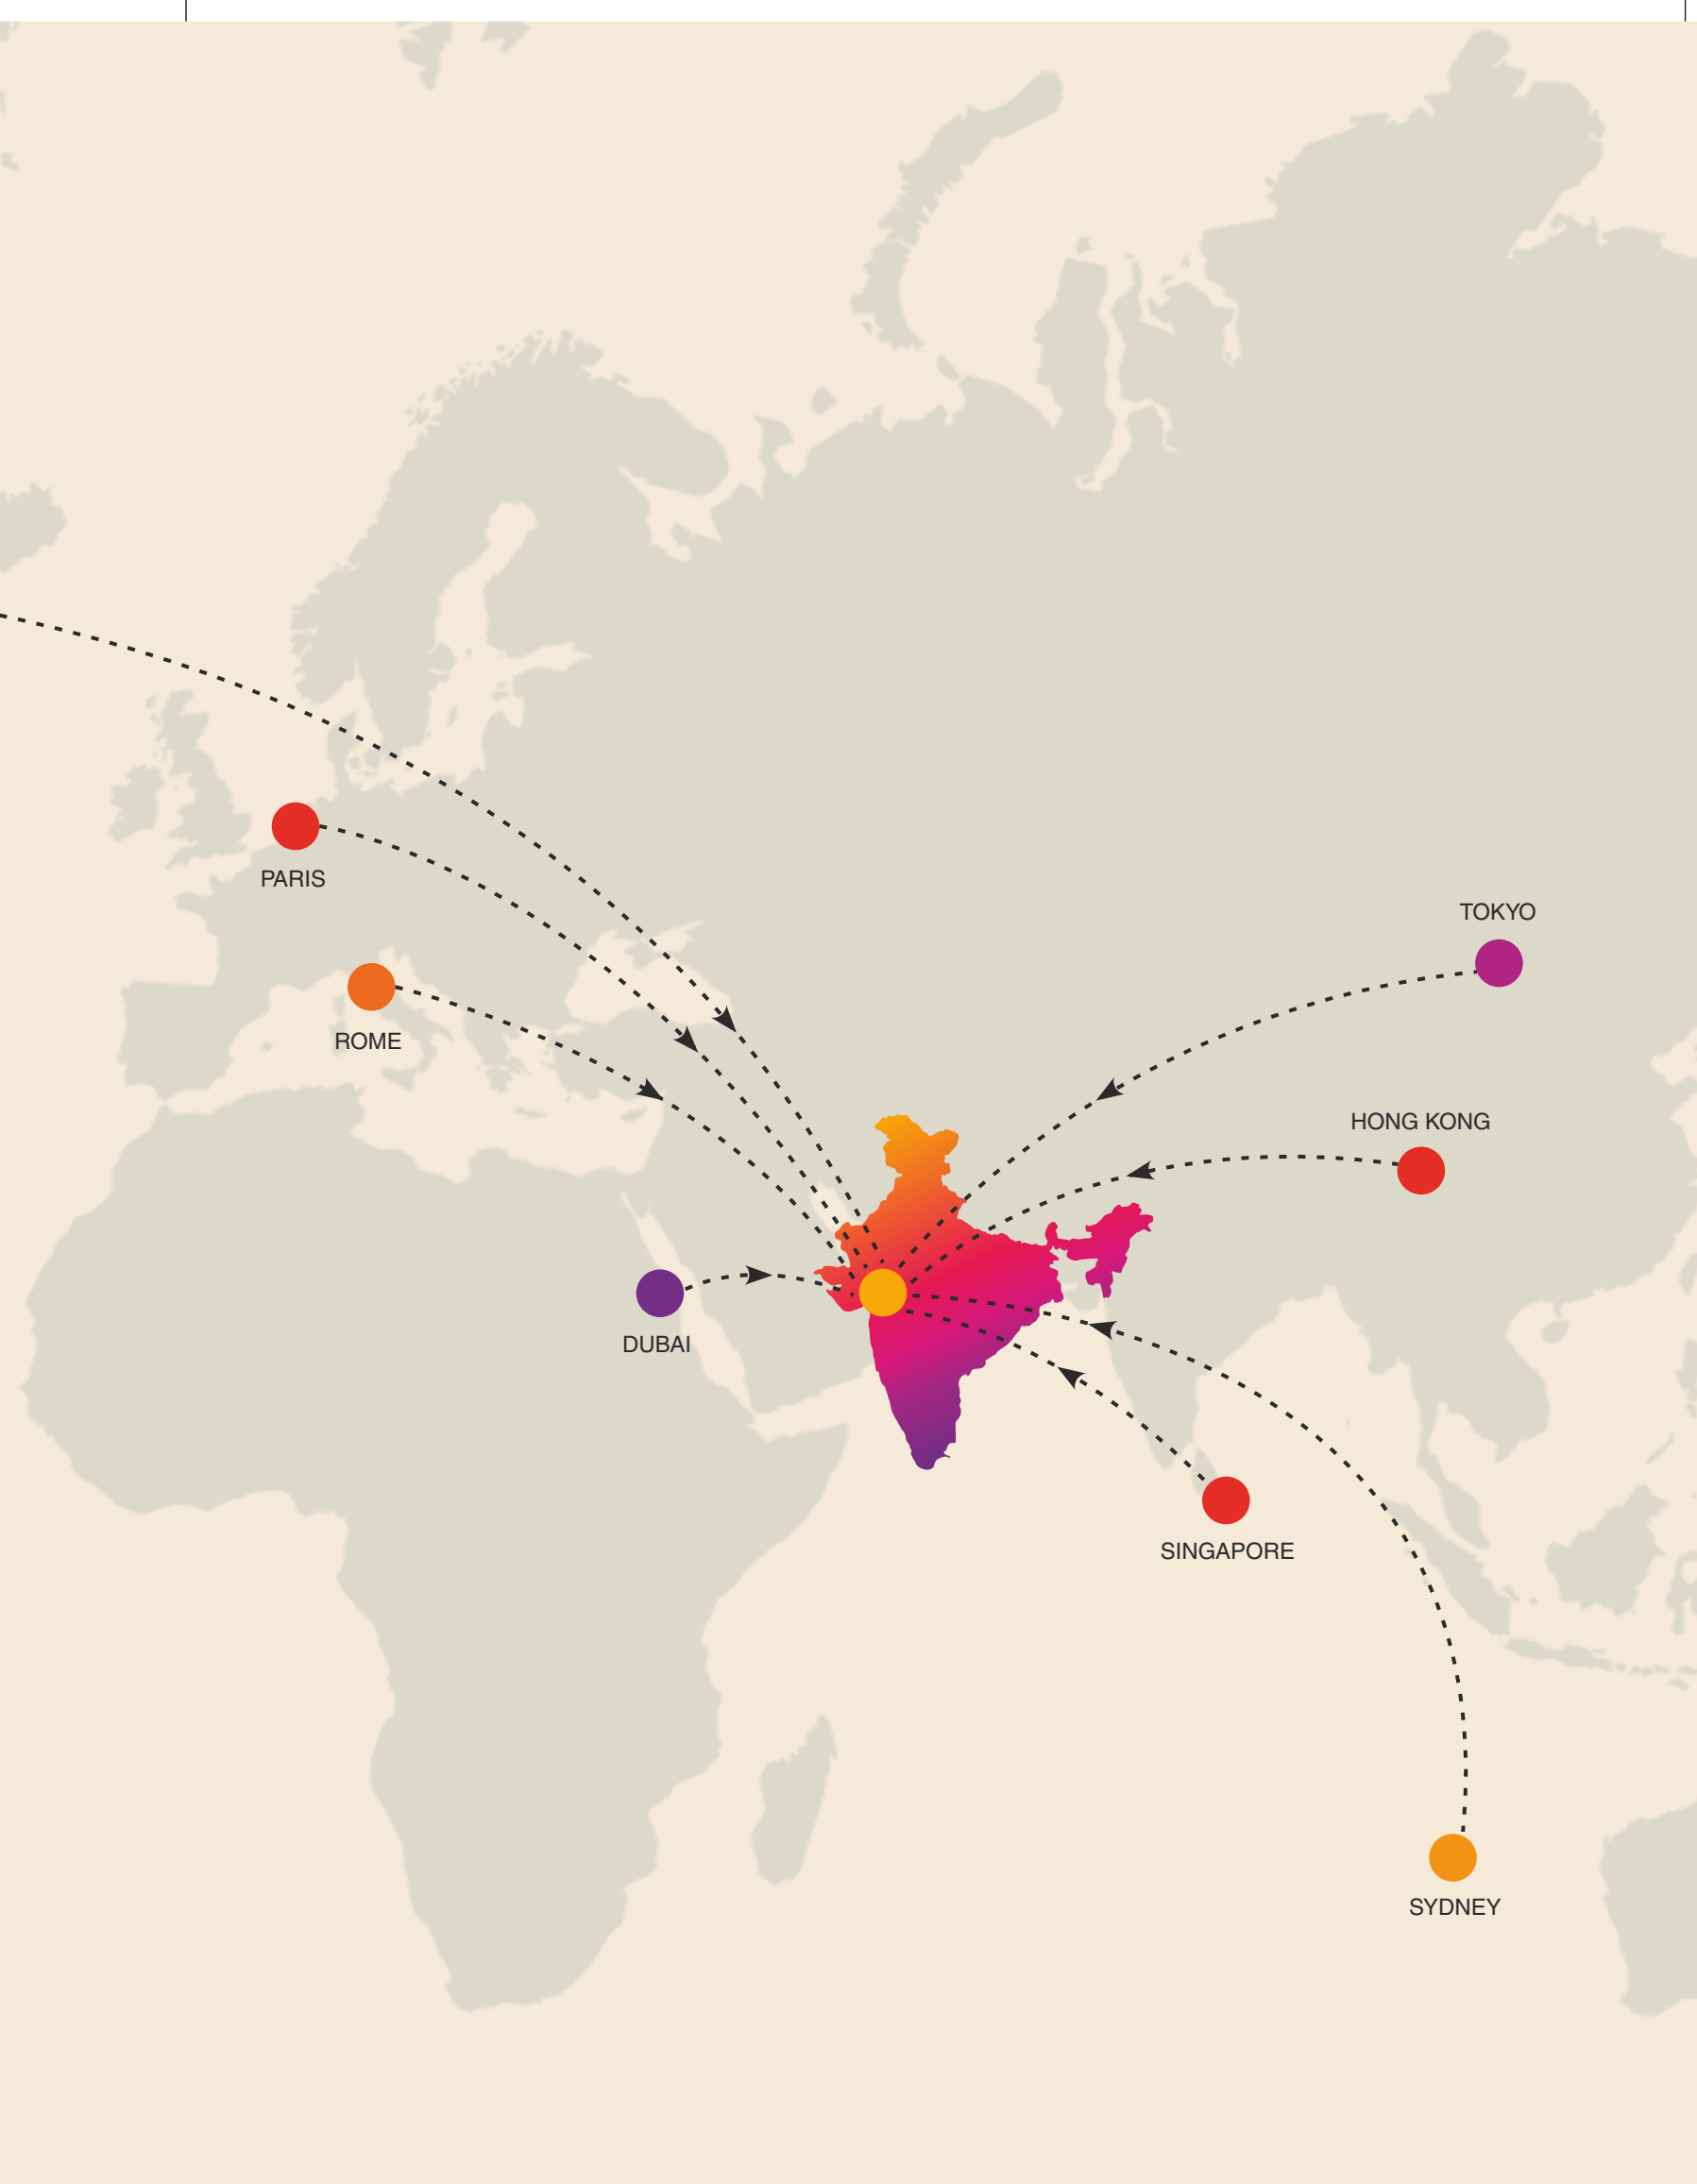 PARIS
TOKYO
ROME
HONG KONG
DUBAI
SINGAPORE
SYDNEY